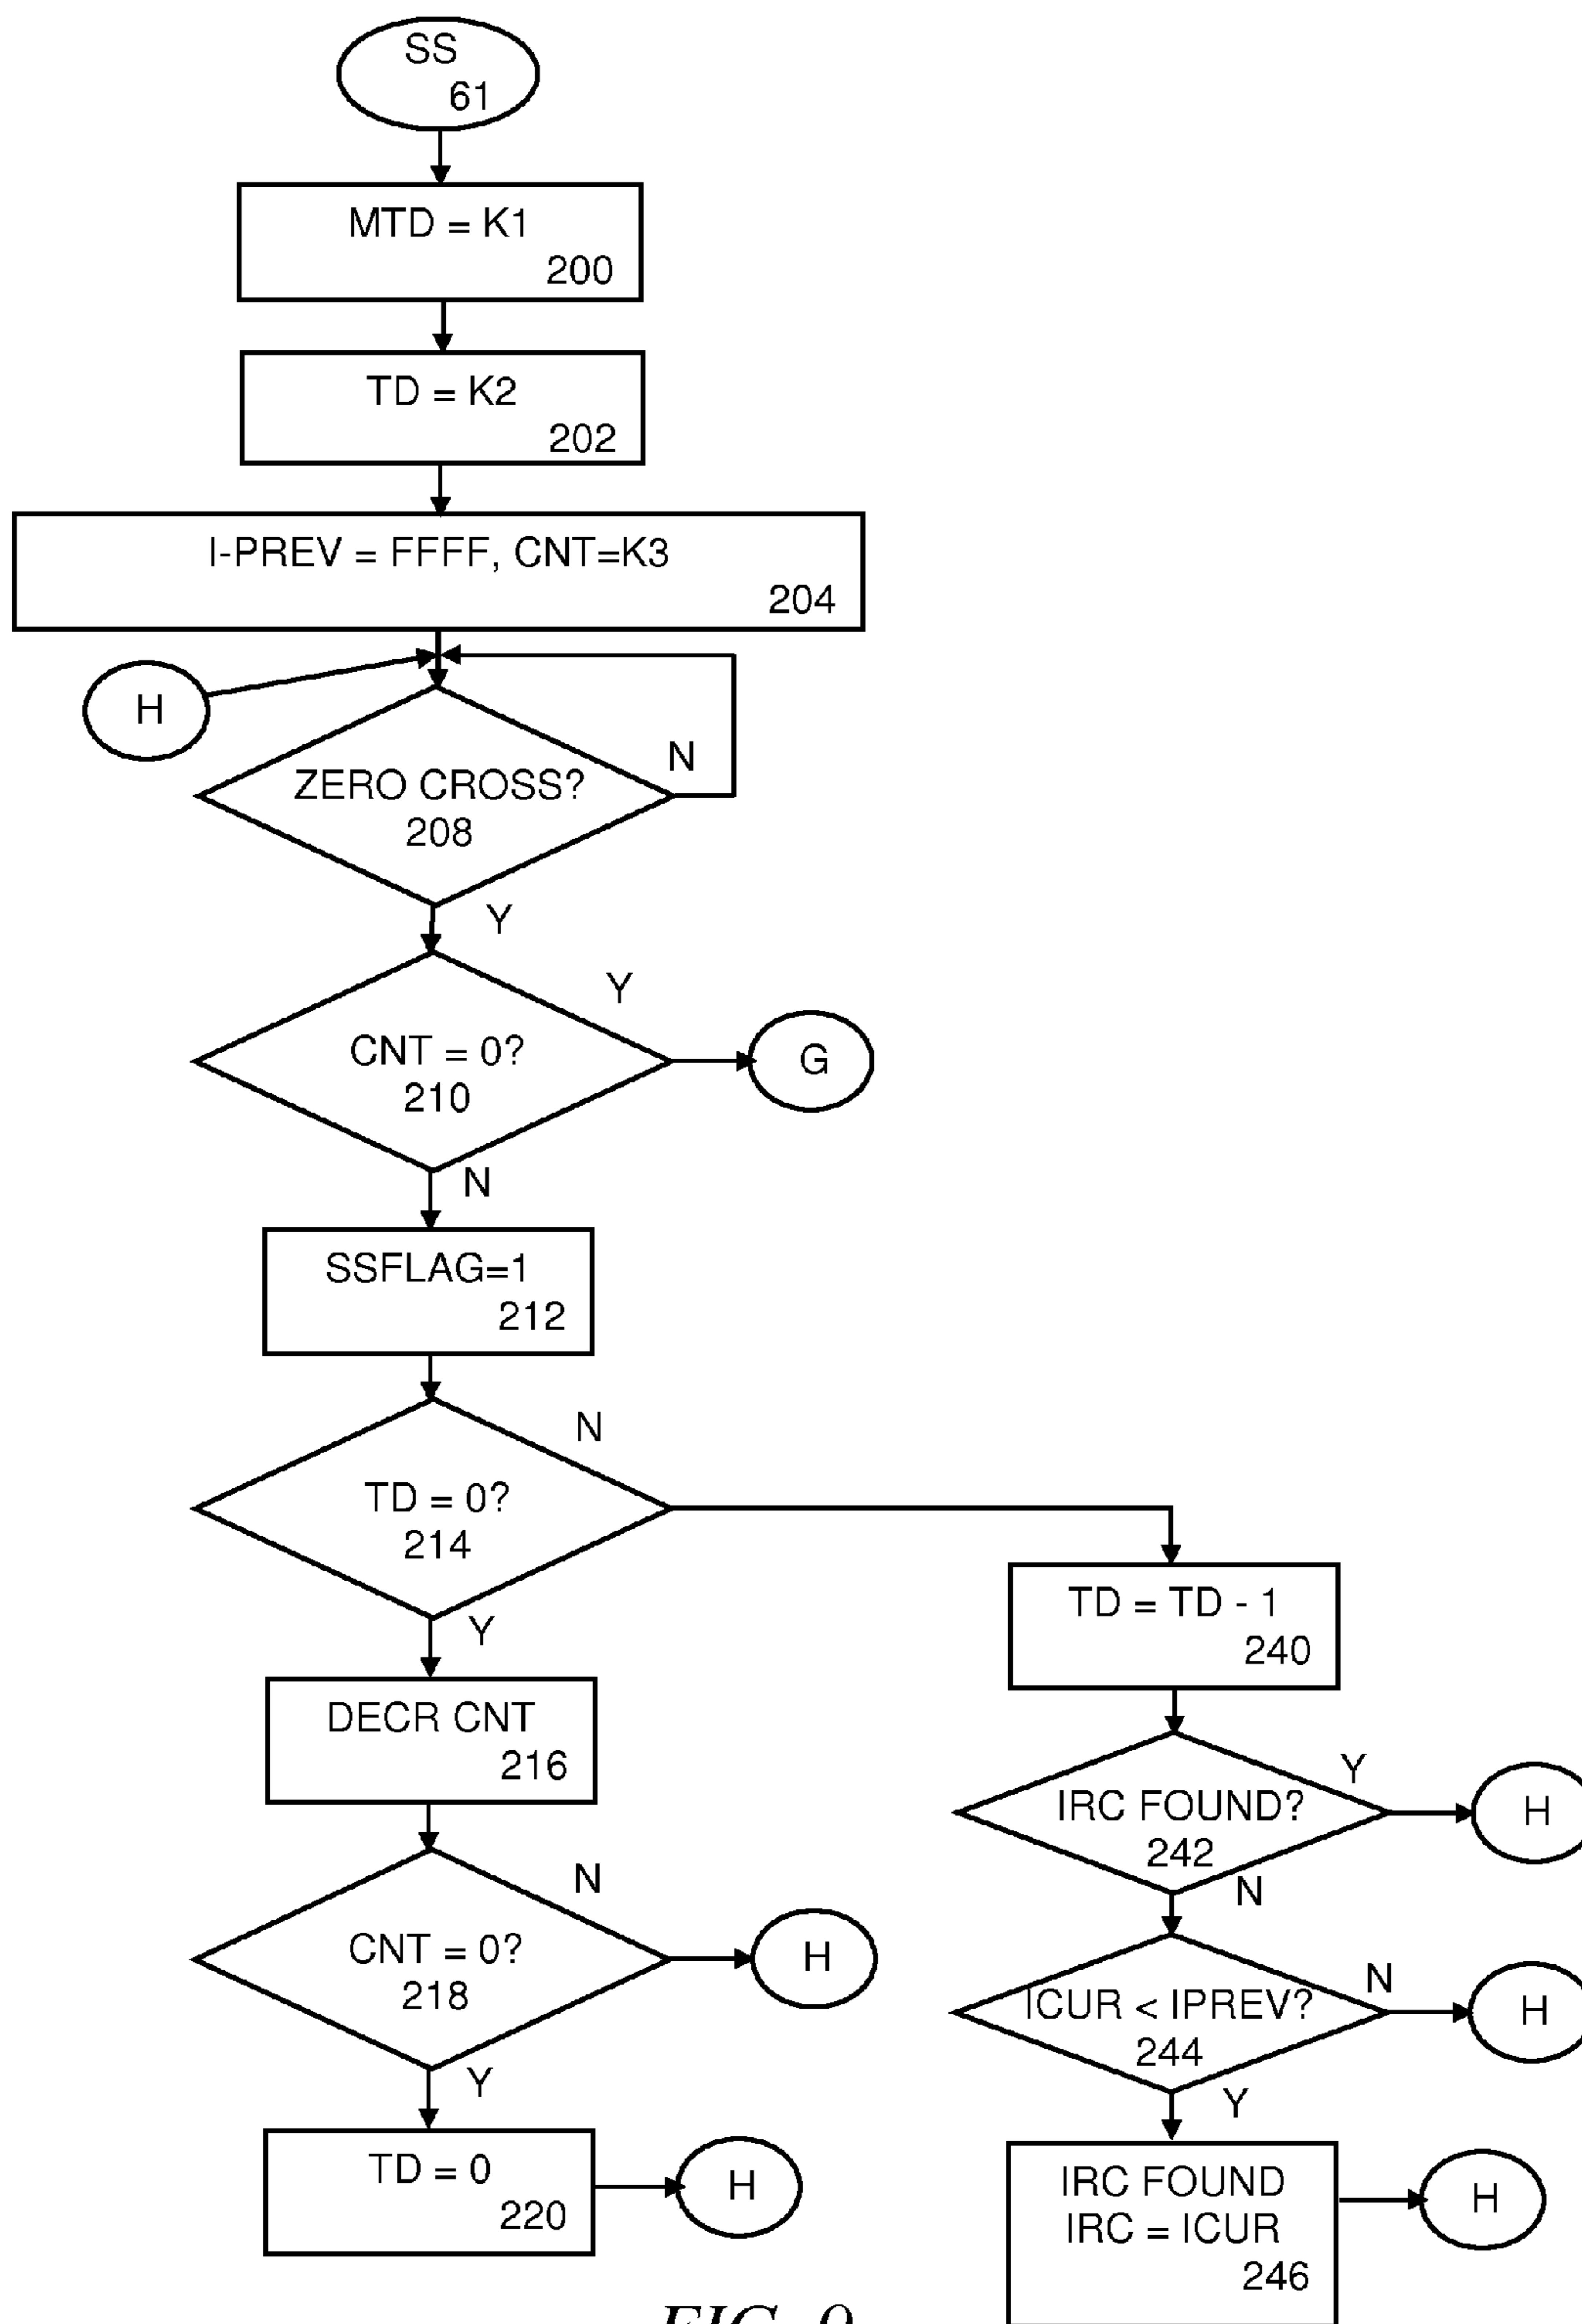 SS
61
MTD = K1
200
TD = K2
202
I-PREV = FFFF, CNT=K3
204
H
N
ZERO CROSS?
208
Y
Y
CNT = 0?
210
G
N
SSFLAG=1
212
N
TD = 0?
214
Y
DECR CNT
216
N
CNT = 0?
218
H
Y
TD = 0
220
H
TD = TD - 1
240
Y
IRC FOUND?
242
H
N
N
ICUR < IPREV?
244
H
Y
IRC FOUND
IRC = ICUR
246
H
FIG. 9